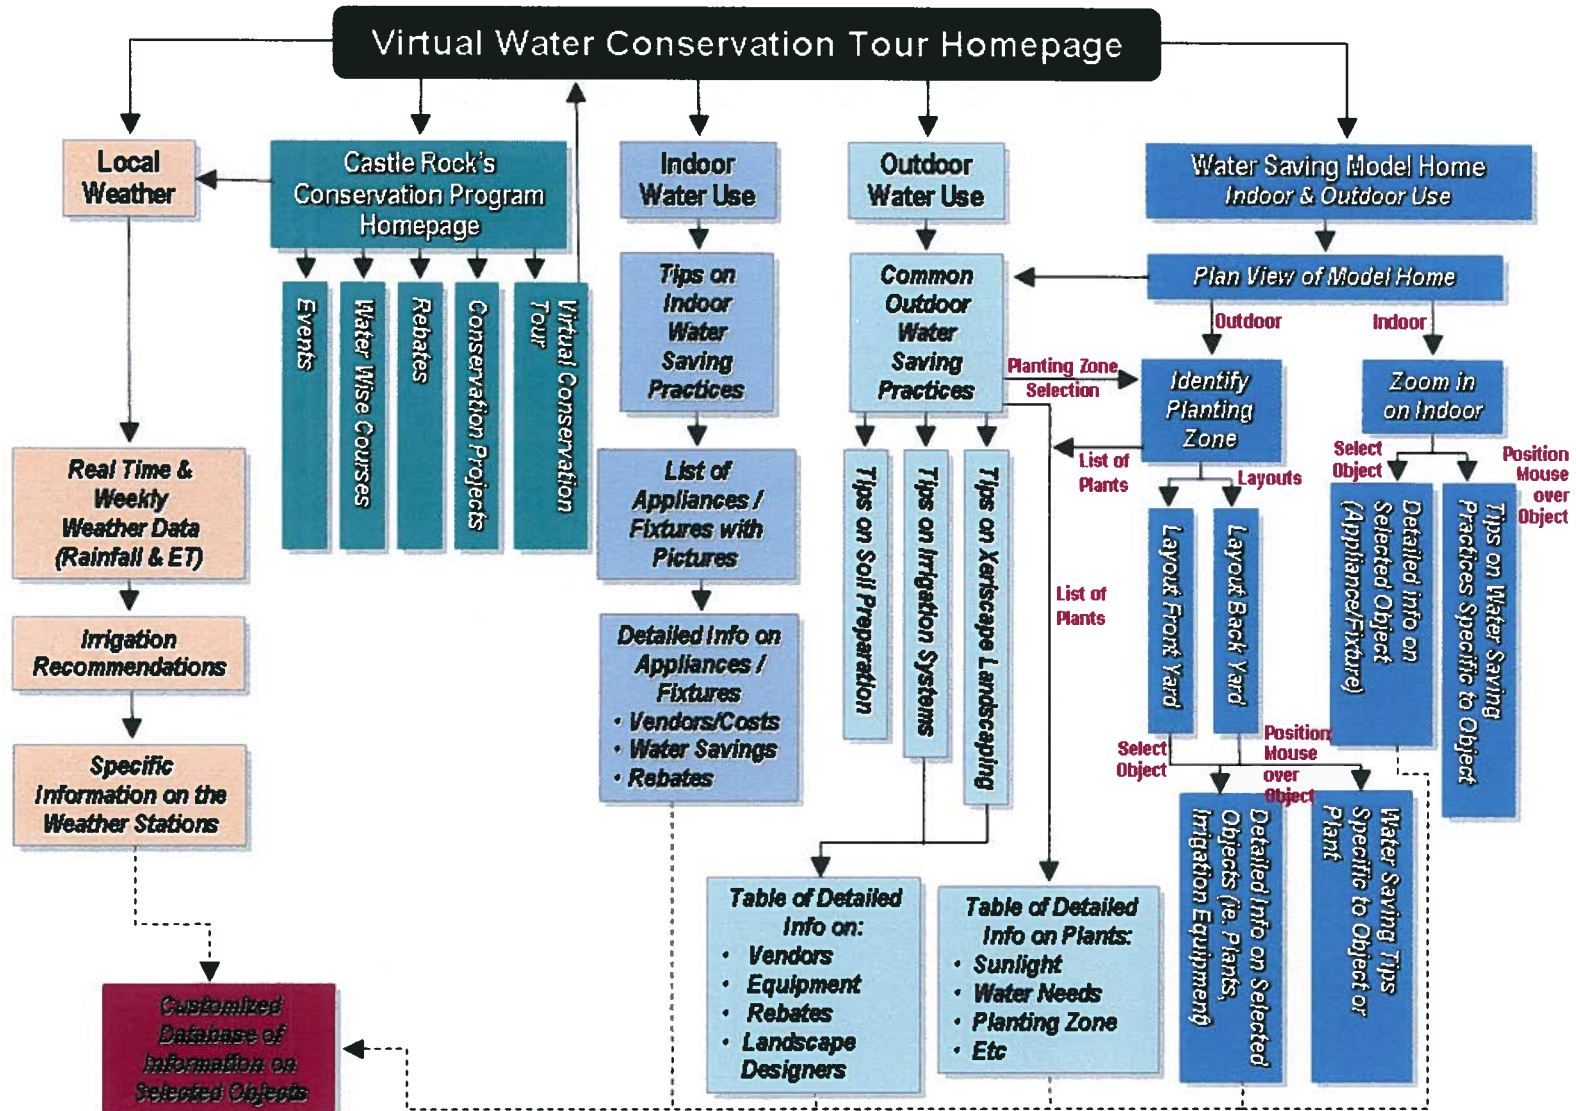 Virtual Water Conservation Tour Homepage
Local
Weather
Castle Rock's
Conservation Program
Homepage
Indoor
Water Use
Outdoor
Water Use
Water Saving Model Home
Indoor & Outdoor Use
Events
Water Wise Courses
Rebates
Conservation Projects
Virtual Conservation
Tour
Tips on
Indoor
Water
Saving
Practices
Common
Outdoor
Water
Saving
Practices
Plan View of Model Home
Outdoor
Indoor
Planting Zone
Selection
Identify
Planting
Zone
Zoom in
on Indoor
List of
Plants
Layouts
Select
Object
Position
Mouse
over
Object
Real Time &
Weekly
Weather Data
(Rainfall & ET)
List of
Appliances /
Fixtures with
Pictures
Tips on Soil Preparation
Tips on Irrigation Systems
Tips on Xeriscape Landscaping
List of
Plants
Layout Front Yard
Layout Back Yard
Detailed info on
Selected Object
(Appliance/Fixture)
Tips on Water Saving
Practices Specific to Object
Irrigation
Recommendations
Detailed Info on
Appliances /
Fixtures
• Vendors/Costs
• Water Savings
• Rebates
Select
Object
Position
Mouse
over
Object
Specific
Information on the
Weather Stations
Table of Detailed
Info on:
• Vendors
• Equipment
• Rebates
• Landscape
Designers
Table of Detailed
Info on Plants:
• Sunlight
• Water Needs
• Planting Zone
• Etc
Detailed Info on Selected
Objects (ie. Plants,
Irrigation Equipment)
Water Saving Tips
Specific to Object or
Plant
Customized
Database of
Information on
Selected Objects